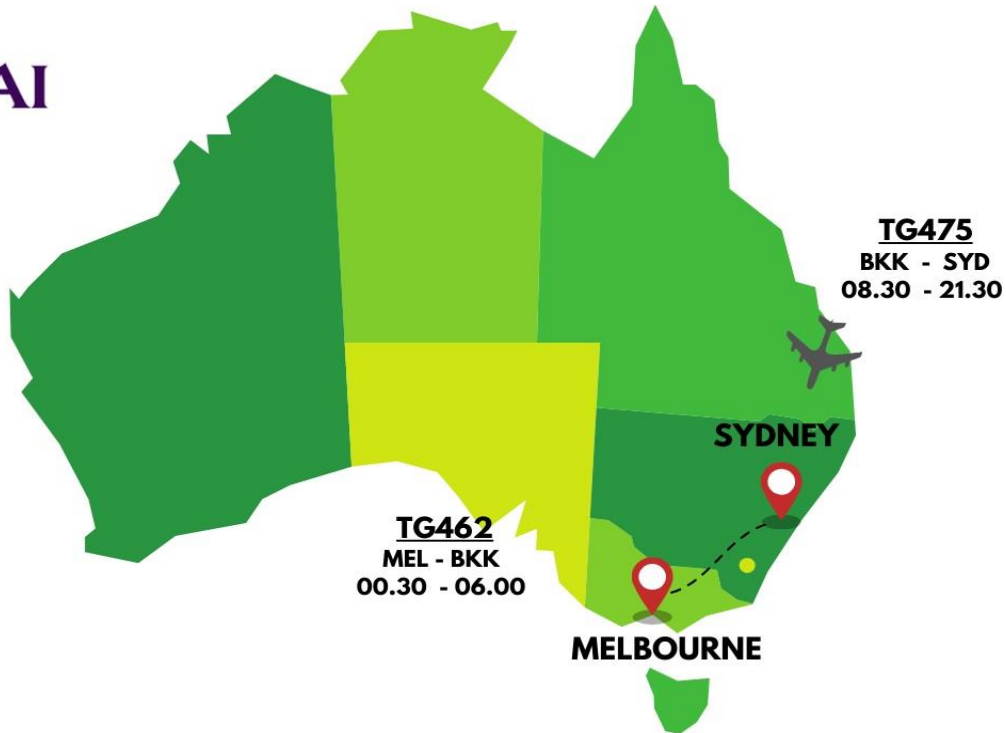 AI
TG475
BKK - SYD
08.30 - 21.30
SYDNEY
TG462
MEL - BKK
00.30 - 06.00
MELBOURNE